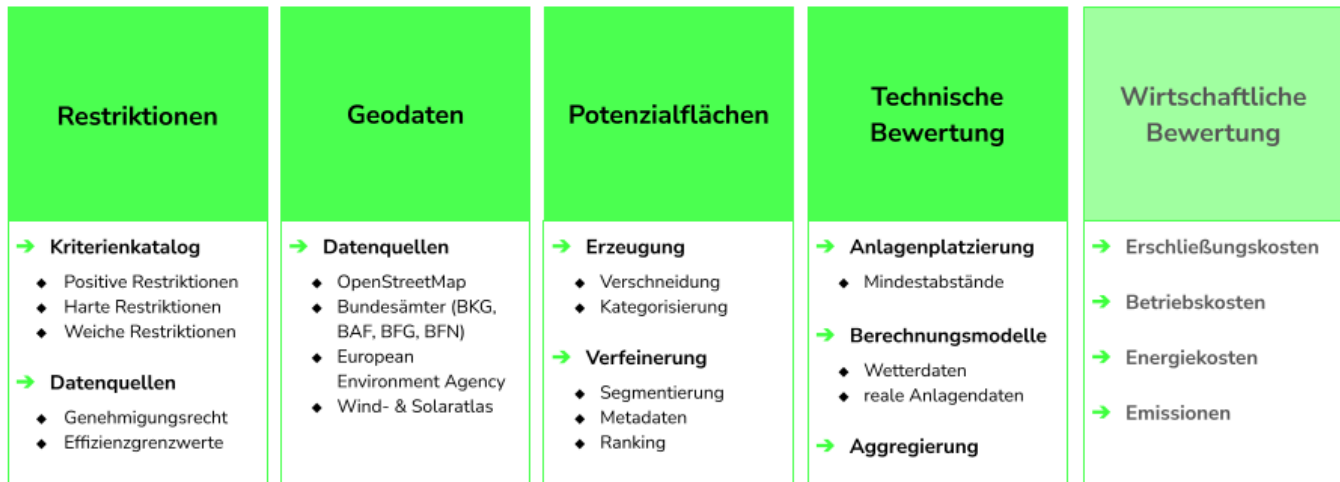 Restriktionen
Kriterienkatalog
Positive Restriktionen
Harte Restriktionen
Weiche Restriktionen
Datenquellen
Genehmigungsrecht
Effizienzgrenzwerte
Geodaten
Datenquellen
OpenStreetMap
Bundesämter (BKG,
BAF, BFG, BFN)
European
Environment Agency
Wind- & Solaratlas
Potenzialflächen
Erzeugung
Verschneidung
Kategorisierung
Verfeinerung
Segmentierung
Metadaten
Ranking
Technische
Bewertung
Anlagenplatzierung
Mindestabstände
Berechnungsmodelle
Wetterdaten
reale Anlagendaten
Aggregierung
Wirtschaftliche
Bewertung
Erschließungskosten
Betriebskosten
Energiekosten
Emissionen